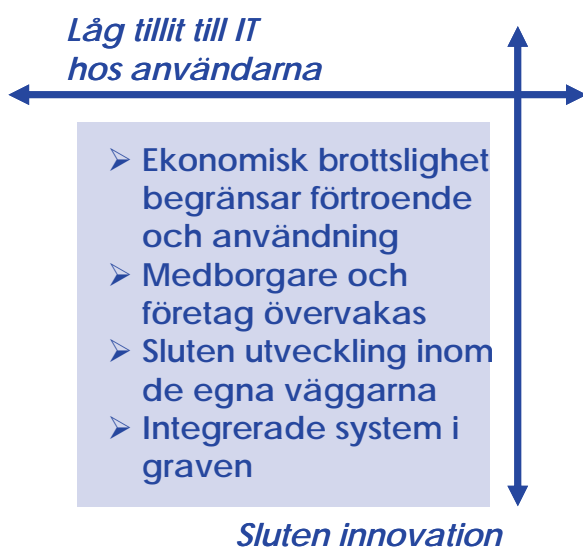 Låg tillit till IT
hos användarna
➢ Ekonomisk brottslighet
begränsar förtroende
och användning
➢ Medborgare och
företag övervakas
➢ Sluten utveckling inom
de egna väggarna
➢ Integrerade system i
graven
Sluten innovation